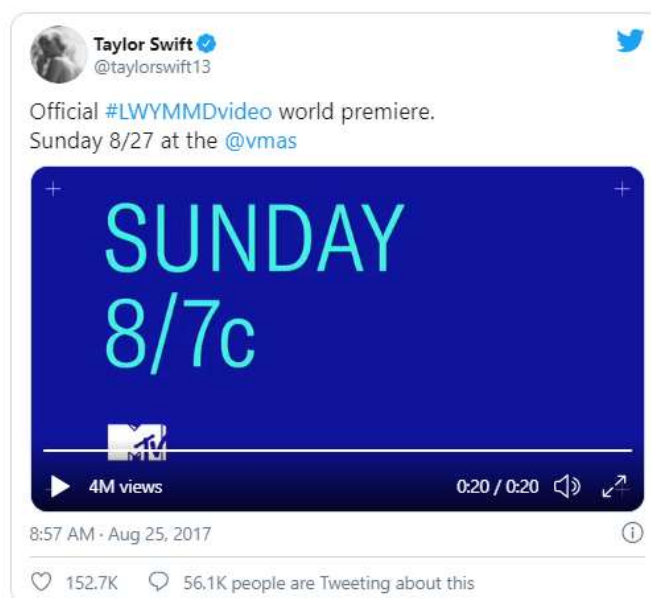 Taylor Swift
@taylorswift13
Official #LWYMMDvideo world premiere.
Sunday 8/27 at the @vmas
SUNDAY
8/7c
MTV
4M views 0:20 / 0:20
8:57 AM · Aug 25, 2017
152.7K 56.1K people are Tweeting about this